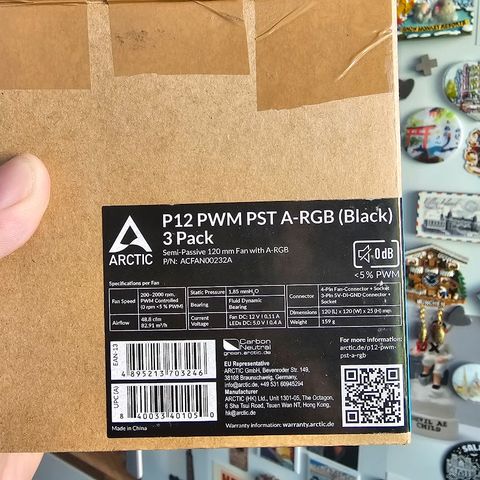 P12 PWM PST A-RGB (Black)
3 Pack
Semi-Passive 120 mm Fan with A-RGB
P/N: ACFAN00232A
ARCTIC
0dB
<5 % PWM
Specifications per Fan
Fan Speed
200-2000 rpm,
PWM Controlled
(0 rpm <5 % PWM)
Airflow
48.8 cfm
82.91 m³/h
Static Pressure
1.85 mmH₂O
Bearing
Fluid Dynamic
Bearing
Current
Voltage
Fan DC: 12 V | 0.11 A
LEDs DC: 5.0 V | 0.4 A
Connector
4-Pin Fan-Connector + Socket
3-Pin 5V-DI-GND Connector +
Socket
Dimensions
120 (L) x 120 (W) x 25 (H) mm
Weight
159 g
EAN-13
4 895213 703246
UPC (A)
8 40033 40105 0
Made in China
Carbon
Neutral
green.arctic.de
EU Representative
ARCTIC GmbH, Bevenroder Str. 149,
38108 Braunschweig, Germany,
info@arctic.de, +49 531 60945294
Manufacturer
ARCTIC (HK) Ltd., Unit 1501, The Octagon,
6 Sha Tsui Road, Tsuen Wan NT, Hong Kong,
hk@arctic.de
For more information:
arctic.de/p12-pwm-
pst-a-rgb
Warranty information: warranty.arctic.de